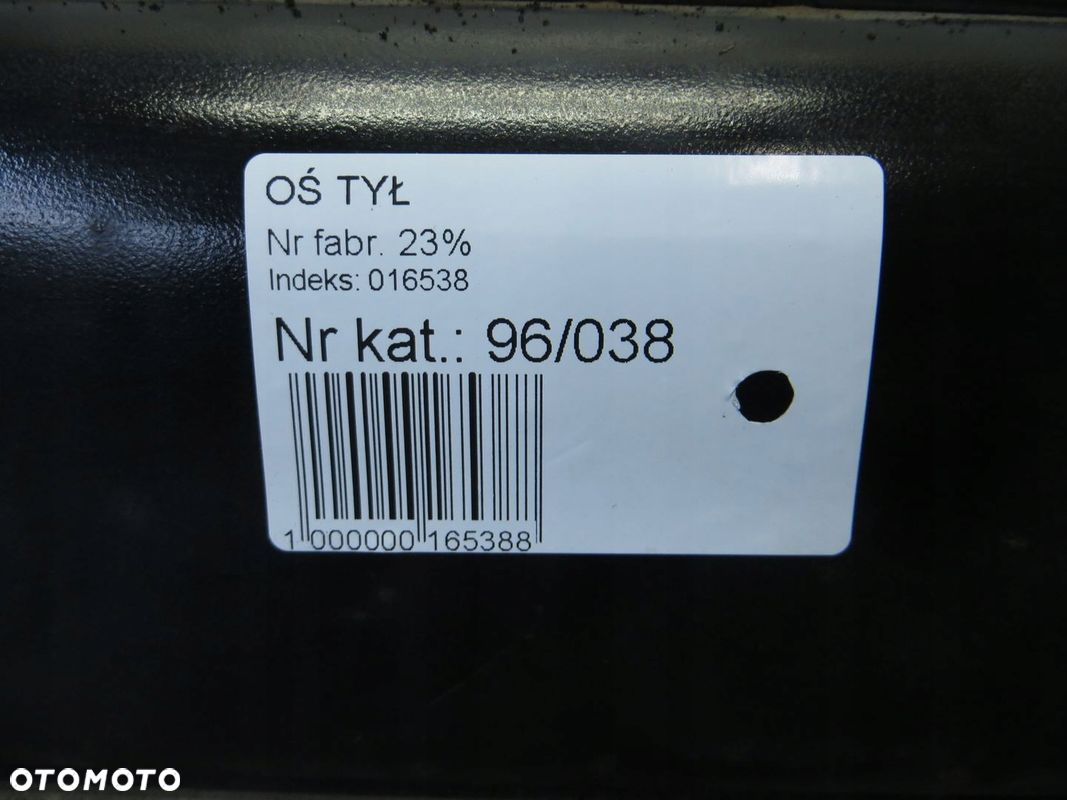 OŚ TYŁ
Nr fabr. 23%
Indeks: 016538
Nr kat.: 96/038
1 000000 165388
OTOMOTO